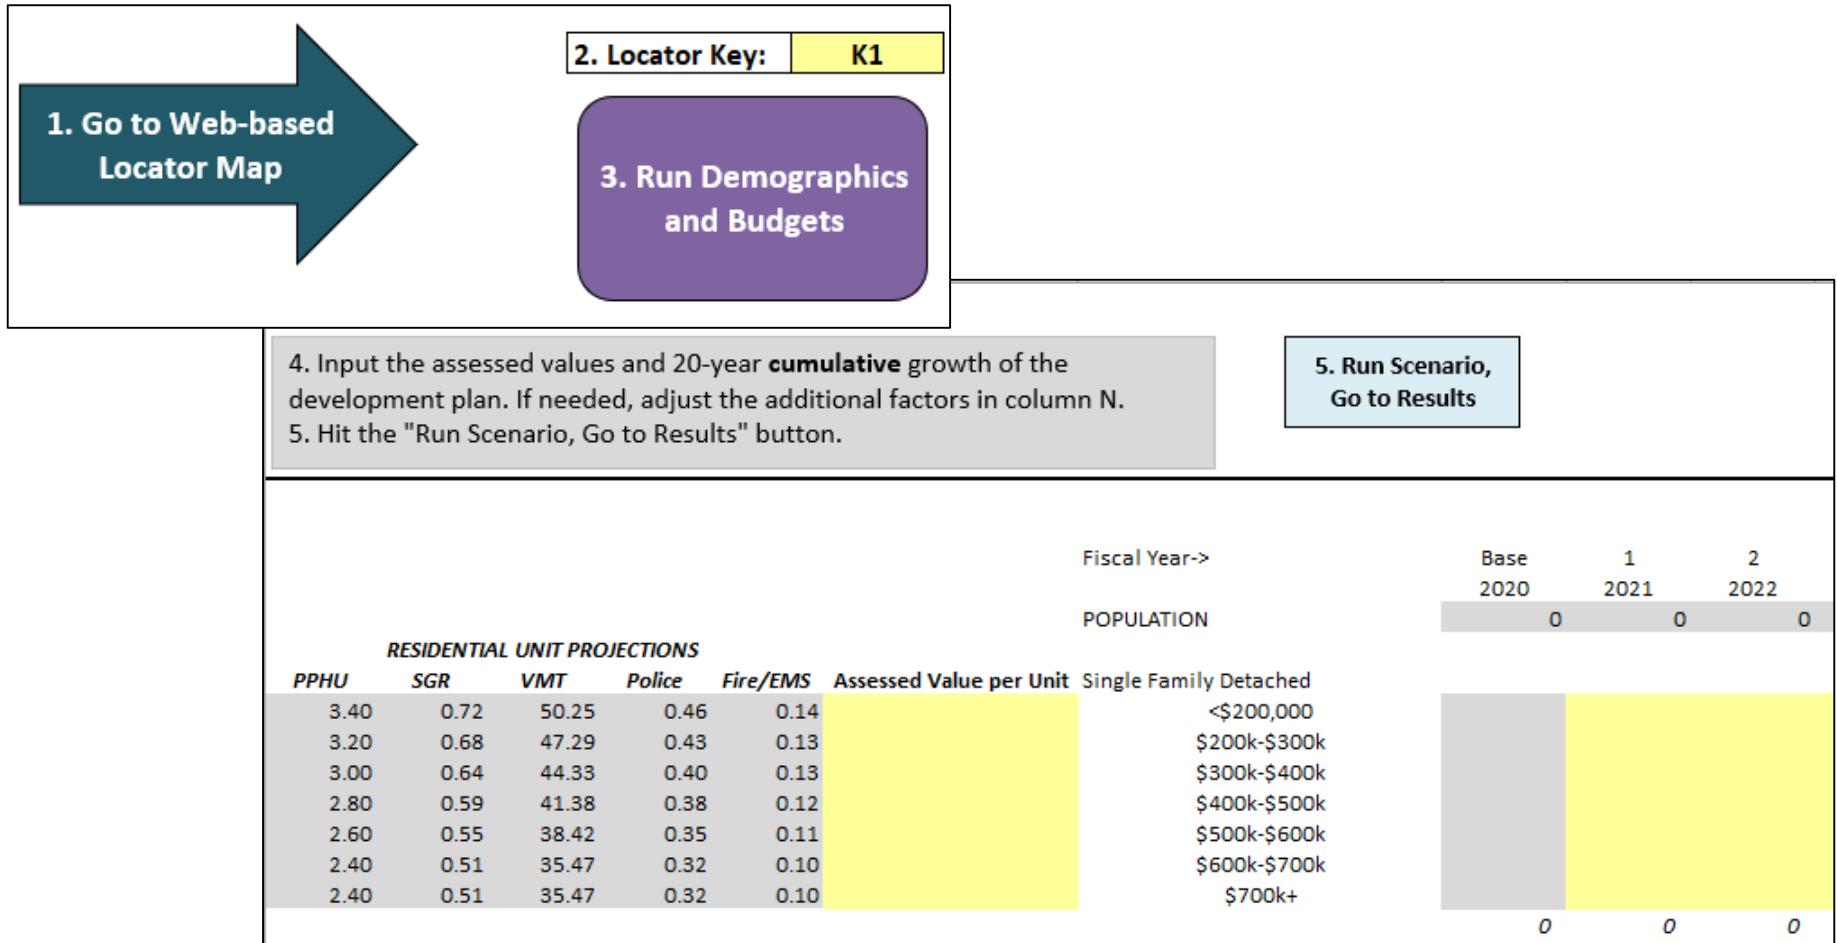 1. Go to Web-based
Locator Map
2. Locator Key: K1
3. Run Demographics
and Budgets
4. Input the assessed values and 20-year cumulative growth of the
development plan. If needed, adjust the additional factors in column N.
5. Hit the "Run Scenario, Go to Results" button.
5. Run Scenario,
Go to Results
Fiscal Year-> Base 1 2
2020 2021 2022
POPULATION 0 0 0
RESIDENTIAL UNIT PROJECTIONS
PPHU SGR VMT Police Fire/EMS Assessed Value per Unit Single Family Detached
3.40 0.72 50.25 0.46 0.14 <$200,000
3.20 0.68 47.29 0.43 0.13 $200k-$300k
3.00 0.64 44.33 0.40 0.13 $300k-$400k
2.80 0.59 41.38 0.38 0.12 $400k-$500k
2.60 0.55 38.42 0.35 0.11 $500k-$600k
2.40 0.51 35.47 0.32 0.10 $600k-$700k
2.40 0.51 35.47 0.32 0.10 $700k+
0 0 0